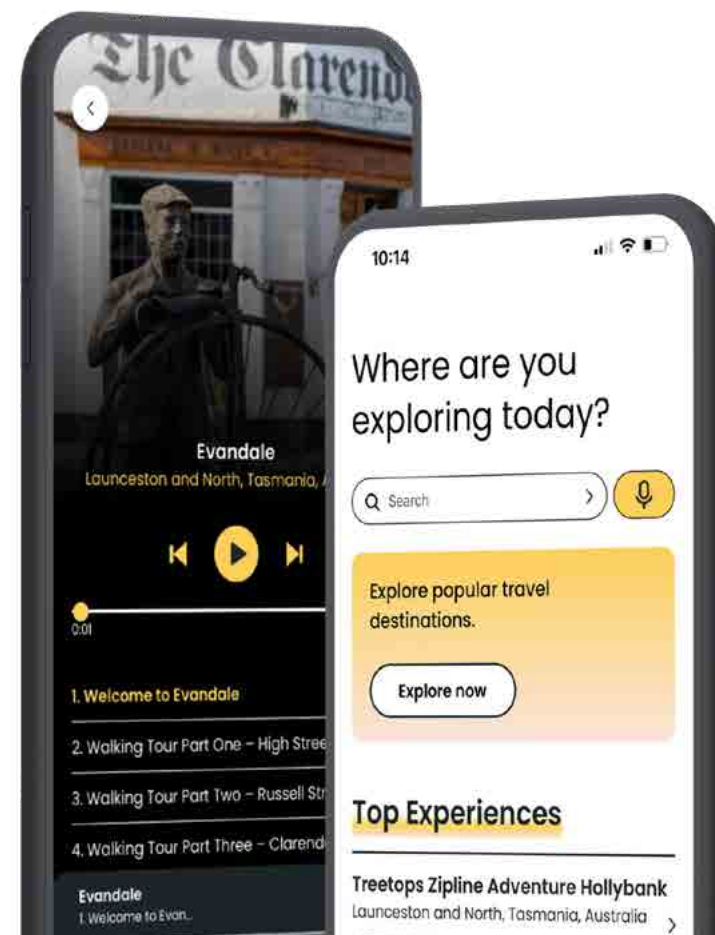 The Clarend
Evandale
Launceston and North, Tasmania,
0:01
1. Welcome to Evandale
2. Walking Tour Part One – High Stree
3. Walking Tour Part Two – Russell Str
4. Walking Tour Part Three – Clarend
Evandale
1. Welcome to Evan...
10:14
Where are you
exploring today?
Search
Explore popular travel
destinations.
Explore now
Top Experiences
Treetops Zipline Adventure Hollybank
Launceston and North, Tasmania, Australia